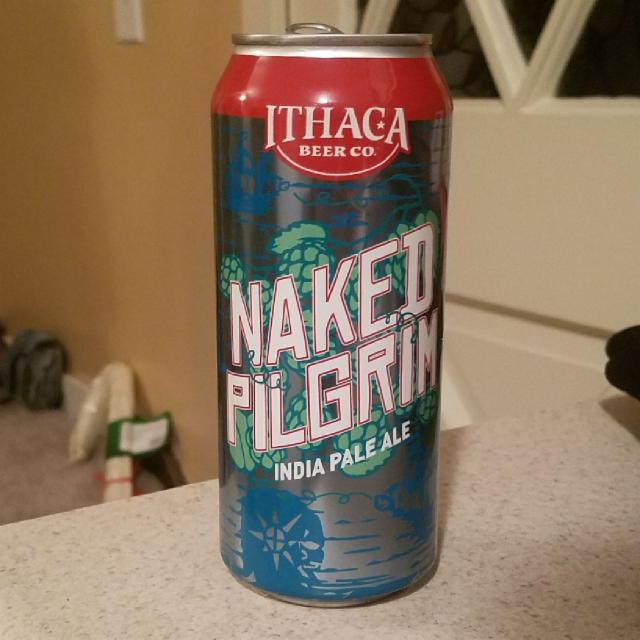 ITHACA
BEER CO.
NAKED
PILGRIM
INDIA PALE ALE